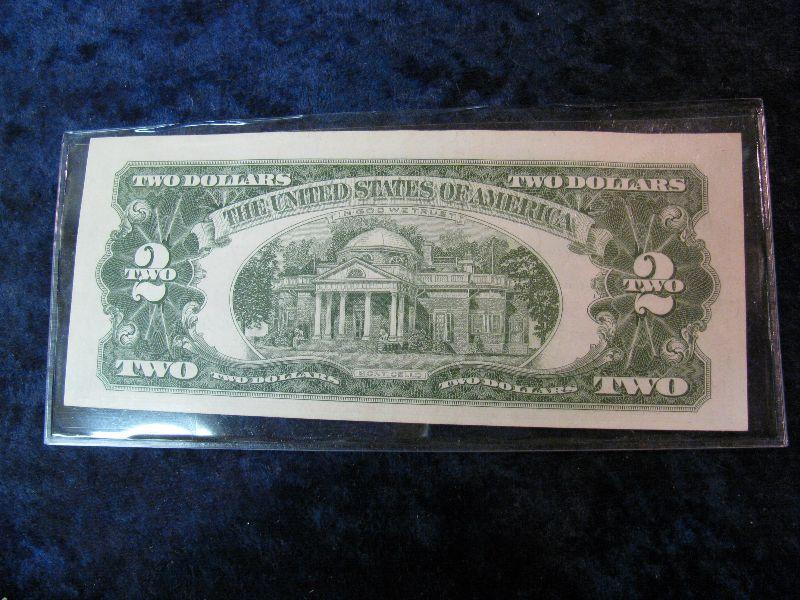 TWO DOLLARS TWO DOLLARS
THE UNITED STATES OF AMERICA
IN GOD WE TRUST
2 2
TWO TWO
MONTICELLO
TWO TWO DOLLARS TWO DOLLARS TWO